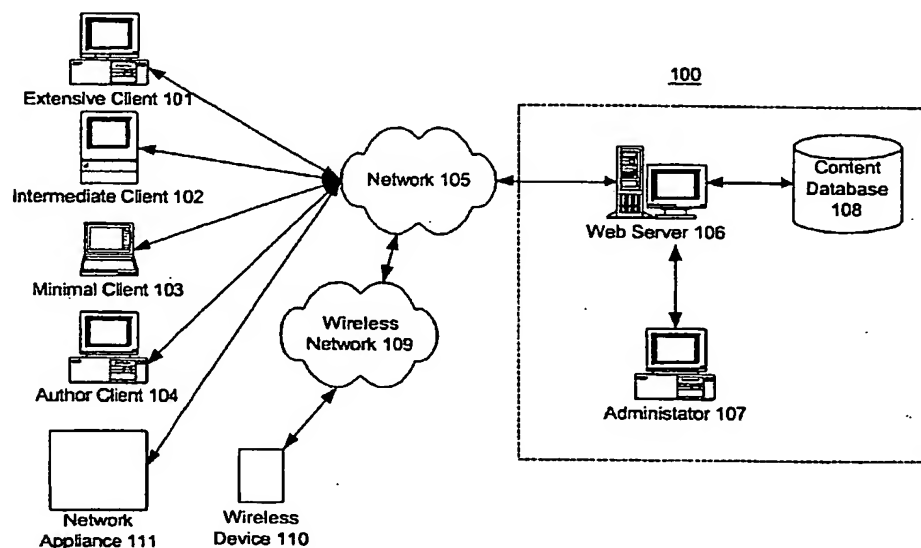 100
Extensive Client 101
Intermediate Client 102
Minimal Client 103
Author Client 104
Network
Appliance 111
Network 105
Wireless
Network 109
Wireless
Device 110
Web Server 106
Content
Database
108
Administator 107